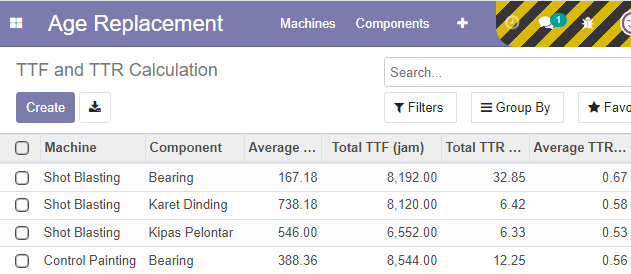 Age Replacement Machines Components 1
TTF and TTR Calculation
Search...
Create Filters Group By Favo
Machine Component Average ... Total TTF (jam) Total TTR ... Average TTR...
Shot Blasting Bearing 167.18 8,192.00 32.85 0.67
Shot Blasting Karet Dinding 738.18 8,120.00 6.42 0.58
Shot Blasting Kipas Pelontar 546.00 6,552.00 6.33 0.53
Control Painting Bearing 388.36 8,544.00 12.25 0.56